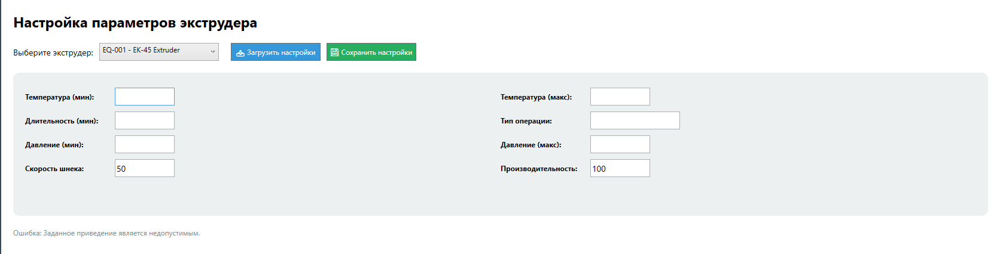 Настройка параметров экструдера
Выберите экструдер: EQ-001 - EK-45 Extruder Загрузить настройки Сохранить настройки
Температура (мин): Температура (макс):
Длительность (мин): Тип операции:
Давление (мин): Давление (макс):
Скорость шнека: 50 Производительность: 100
Ошибка: Заданное приведение является недопустимым.